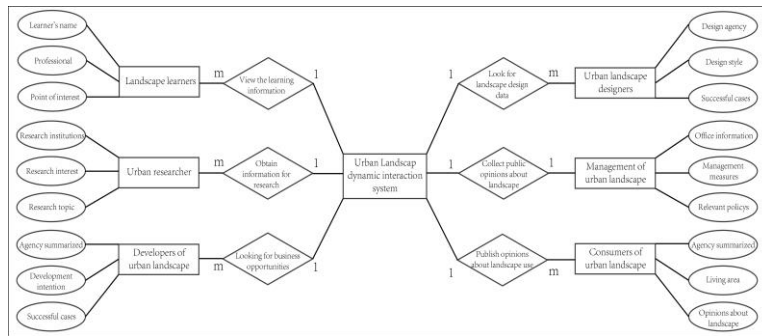 Learner's name
Professional
Point of interest
Landscape learners
m
View the learning
information
1
Research institutions
Research interest
Research topic
Urban researcher
m
Obtain
information for
research
1
Agency summarized
Development
intention
Successful cases
Developers of
urban landscape
m
Looking for business
opportunities
1
Urban Landscap
dynamic interaction
system
1
Look for
landscape design
data
m
Urban landscape
designers
Design agency
Design style
Successful cases
1
Collect public
opinions about
landscape
1
Management of
urban landscape
Office information
Management
measures
Relevant policys
1
Publish opinions
about landscape use
m
Consumers of
urban landscape
Agency summarized
Living area
Opinions about
landscape